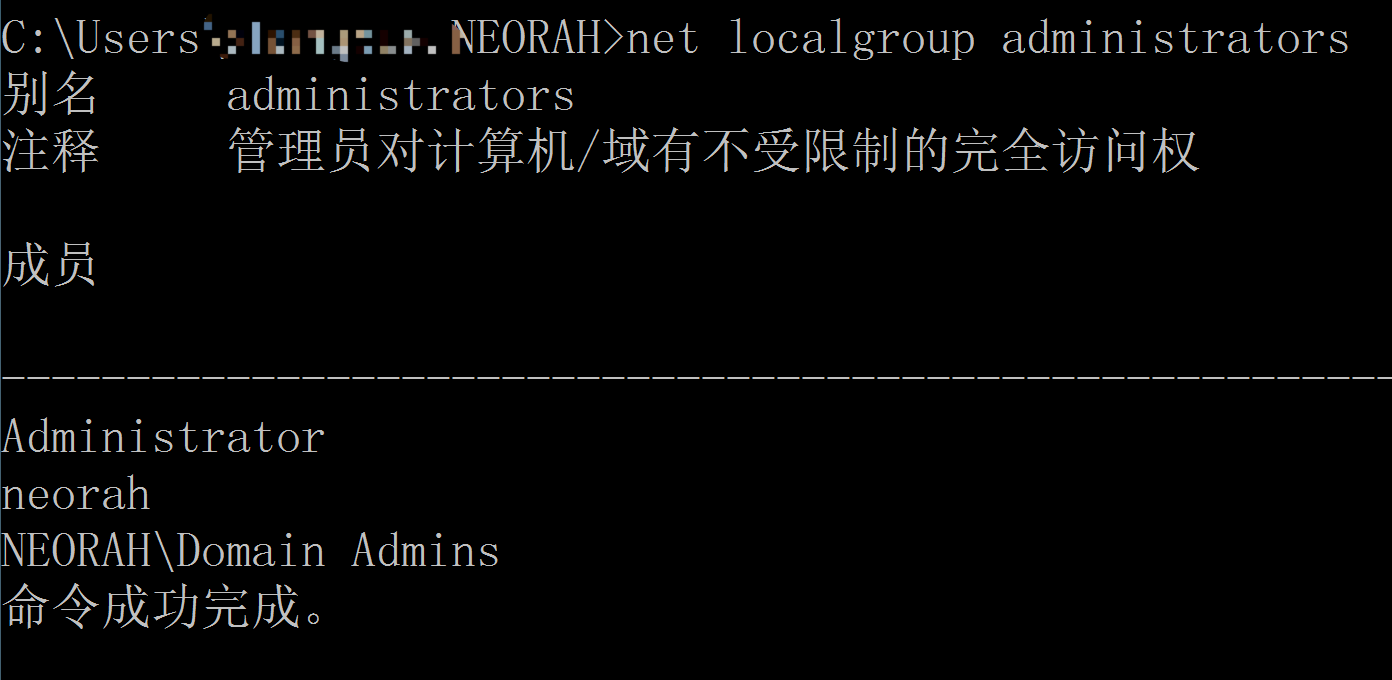 C:\Users NEORAH>net localgroup administrators
别名 administrators
注释 管理员对计算机/域有不受限制的完全访问权
成员
-------------------------------------------------------
Administrator
neorah
NEORAH\Domain Admins
命令成功完成。